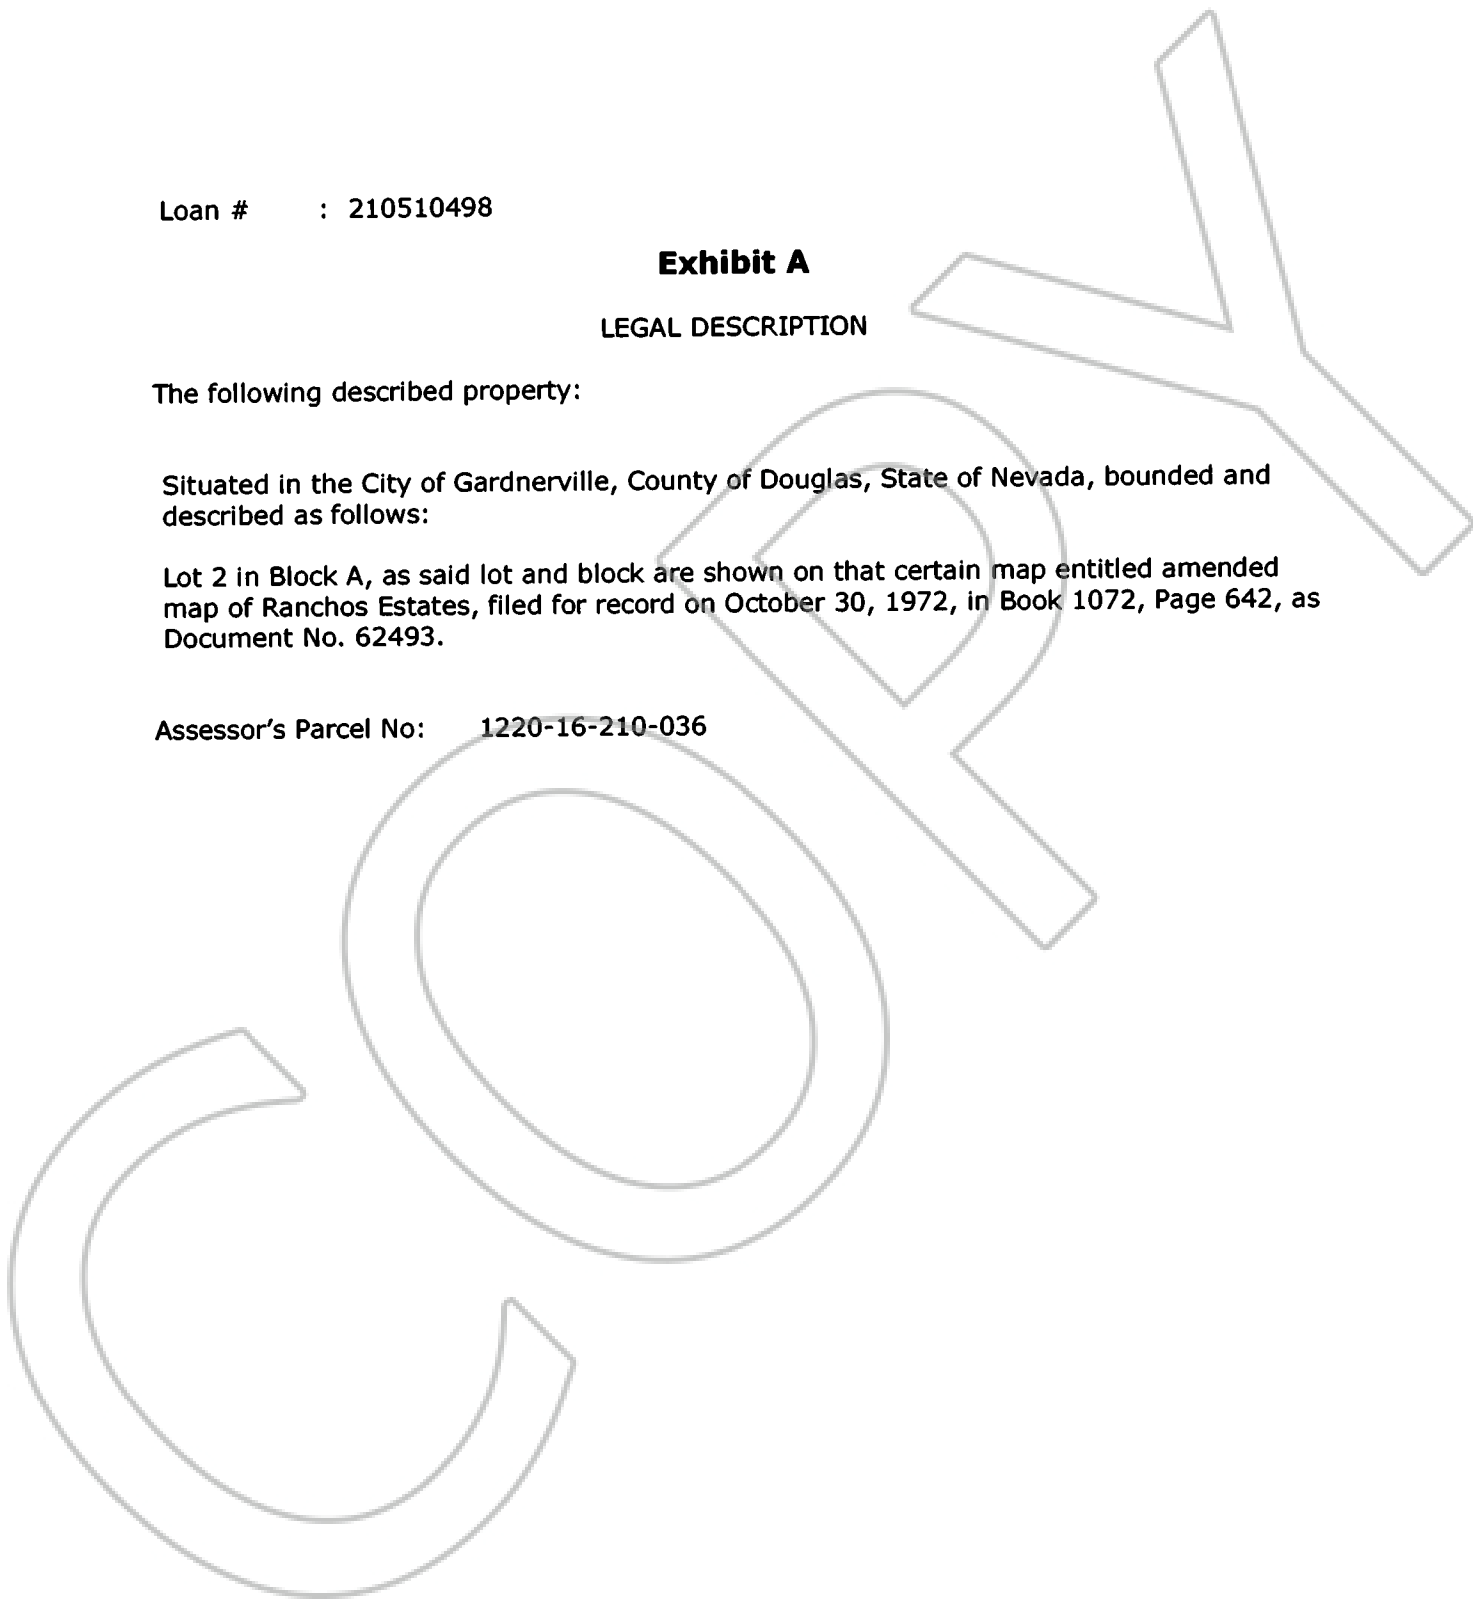 Loan # : 210510498
Exhibit A
LEGAL DESCRIPTION
The following described property:
Situated in the City of Gardnerville, County of Douglas, State of Nevada, bounded and
described as follows:
Lot 2 in Block A, as said lot and block are shown on that certain map entitled amended
map of Ranchos Estates, filed for record on October 30, 1972, in Book 1072, Page 642, as
Document No. 62493.
Assessor's Parcel No: 1220-16-210-036
COPY